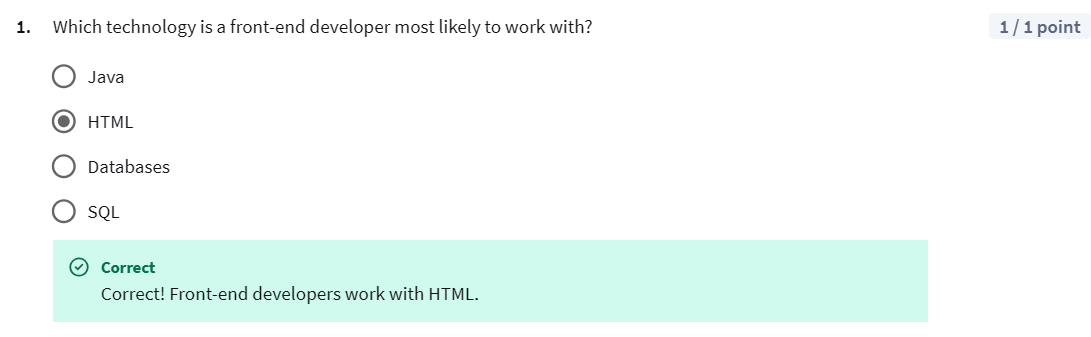 1. Which technology is a front-end developer most likely to work with?
1 / 1 point
Java
HTML
Databases
SQL
Correct
Correct! Front-end developers work with HTML.